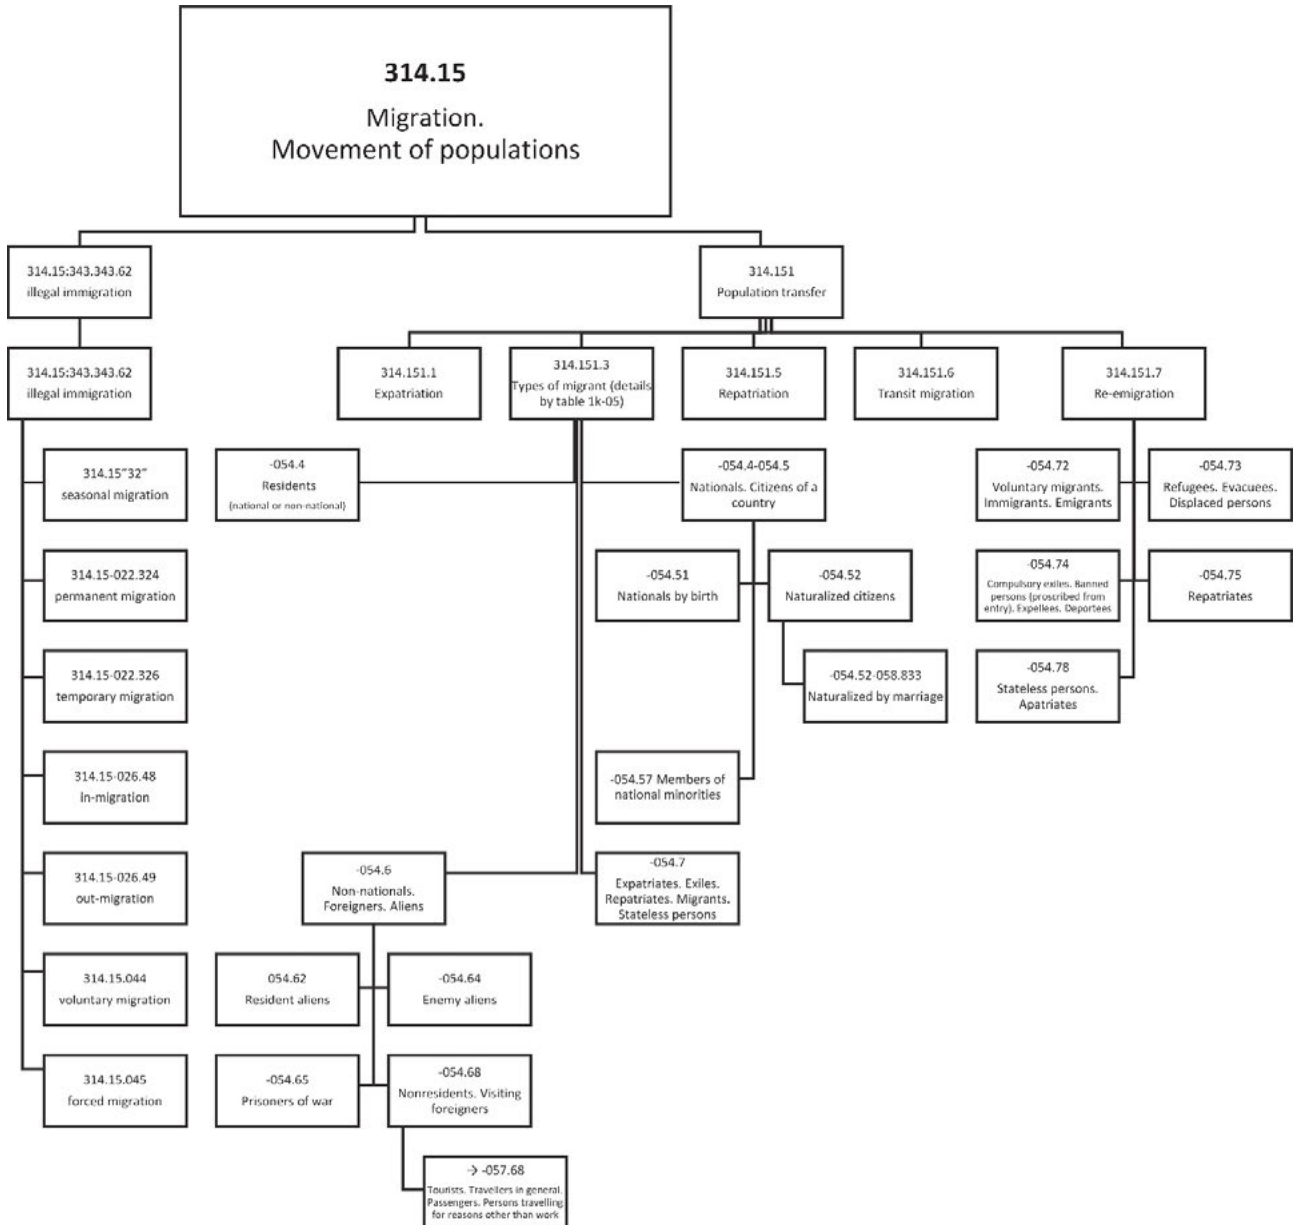 314.15
Migration.
Movement of populations
314.15:343.343.62
illegal immigration
314.151
Population transfer
314.15:343.343.62
illegal immigration
314.151.1
Expatriation
314.151.3
Types of migrant (details
by table 1k-05)
314.151.5
Repatriation
314.151.6
Transit migration
314.151.7
Re-emigration
314.15"32"
seasonal migration
-054.4
Residents
(national or non-national)
-054.4-054.5
Nationals. Citizens of a
country
-054.72
Voluntary migrants.
Immigrants. Emigrants
-054.73
Refugees. Evacuees.
Displaced persons
314.15-022.324
permanent migration
-054.51
Nationals by birth
-054.52
Naturalized citizens
-054.74
Compulsory exiles. Banned
persons (proscribed from
entry). Expellees. Deportees
-054.75
Repatriates
314.15-022.326
temporary migration
-054.52-058.833
Naturalized by marriage
-054.78
Stateless persons.
Apatriates
314.15-026.48
in-migration
-054.57 Members of
national minorities
314.15-026.49
out-migration
-054.6
Non-nationals.
Foreigners. Aliens
-054.7
Expatriates. Exiles.
Repatriates. Migrants.
Stateless persons
314.15.044
voluntary migration
054.62
Resident aliens
-054.64
Enemy aliens
314.15.045
forced migration
-054.65
Prisoners of war
-054.68
Nonresidents. Visiting
foreigners
→ -057.68
Tourists. Travellers in general.
Passengers. Persons travelling
for reasons other than work